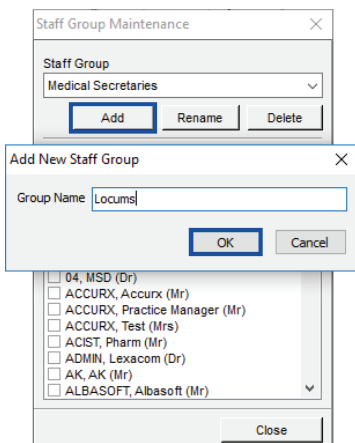 Staff Group Maintenance
Staff Group
Medical Secretaries
Add Rename Delete
Add New Staff Group
Group Name Locums
OK Cancel
04, MSD (Dr)
ACCURX, Accurx (Mr)
ACCURX, Practice Manager (Mr)
ACCURX, Test (Mrs)
ACIST, Pharm (Mr)
ADMIN, Lexacom (Dr)
AK, AK (Mr)
ALBASOFT, Albasoft (Mr)
Close